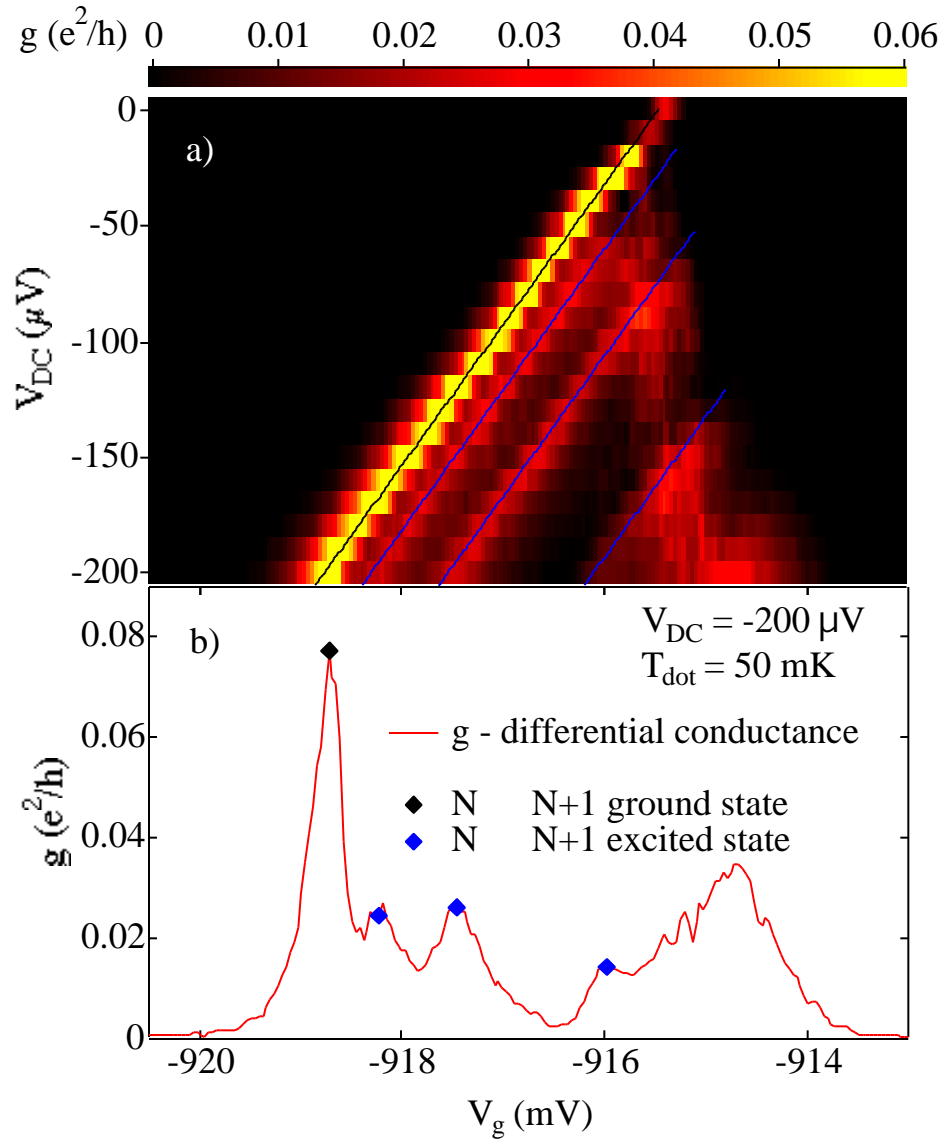 g (e²/h) 0 0.01 0.02 0.03 0.04 0.05 0.06
a)
V_DC (μV)
0
-50
-100
-150
-200
b)
V_DC = -200 μV
T_dot = 50 mK
g - differential conductance
N N+1 ground state
N N+1 excited state
g (e²/h)
0.08
0.06
0.04
0.02
0
-920 -918 -916 -914
V_g (mV)